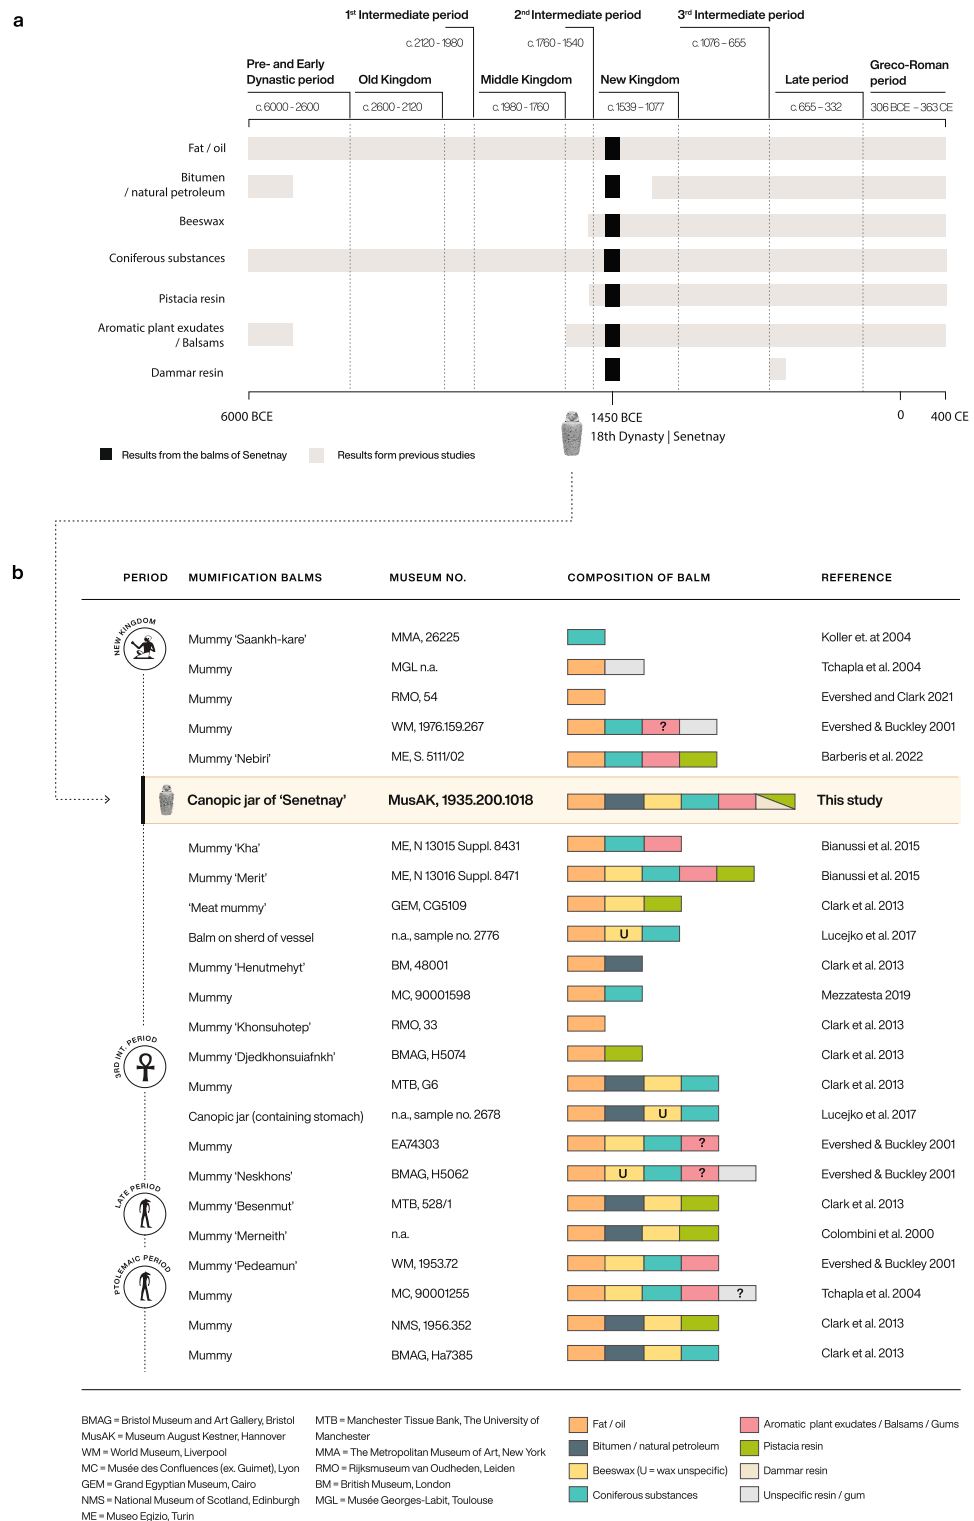 a
1st Intermediate period
c. 2120 - 1980
2nd Intermediate period
c. 1760 - 1540
3rd Intermediate period
c. 1076 – 655
Pre- and Early
Dynastic period
c. 6000 - 2600
Old Kingdom
c. 2600 - 2120
Middle Kingdom
c. 1980 - 1760
New Kingdom
c. 1539 - 1077
Late period
c. 655 – 332
Greco-Roman
period
306 BCE – 363 CE
Fat / oil
Bitumen
/ natural petroleum
Beeswax
Coniferous substances
Pistacia resin
Aromatic plant exudates
/ Balsams
Dammar resin
6000 BCE
1450 BCE
18th Dynasty | Senetnay
0
400 CE
Results from the balms of Senetnay
Results form previous studies
b
PERIOD MUMIFICATION BALMS MUSEUM NO. COMPOSITION OF BALM REFERENCE
NEW KINGDOM
Mummy ‘Saankh-kare’ MMA, 26225 Koller et. at 2004
Mummy MGL n.a. Tchapla et al. 2004
Mummy RMO, 54 Evershed and Clark 2021
Mummy WM, 1976.159.267 ? Evershed & Buckley 2001
Mummy ‘Nebiri’ ME, S. 5111/02 Barberis et al. 2022
Canopic jar of ‘Senetnay’ MusAK, 1935.200.1018 This study
Mummy ‘Kha’ ME, N 13015 Suppl. 8431 Bianussi et al. 2015
Mummy ‘Merit’ ME, N 13016 Suppl. 8471 Bianussi et al. 2015
‘Meat mummy’ GEM, CG5109 Clark et al. 2013
Balm on sherd of vessel n.a., sample no. 2776 U Lucejko et al. 2017
Mummy ‘Henutmehyt’ BM, 48001 Clark et al. 2013
Mummy MC, 90001598 Mezzatesta 2019
Mummy ‘Khonsuhotep’ RMO, 33 Clark et al. 2013
3RD INT. PERIOD
Mummy ‘Djedkhonsuiafnkh’ BMAG, H5074 Clark et al. 2013
Mummy MTB, G6 Clark et al. 2013
Canopic jar (containing stomach) n.a., sample no. 2678 U Lucejko et al. 2017
Mummy EA74303 ? Evershed & Buckley 2001
Mummy ‘Neskhons’ BMAG, H5062 U ? Evershed & Buckley 2001
LATE PERIOD
Mummy ‘Besenmut’ MTB, 528/1 Clark et al. 2013
Mummy ‘Merneith’ n.a. Colombini et al. 2000
PTOLEMAIC PERIOD
Mummy ‘Pedeamun’ WM, 1953.72 Evershed & Buckley 2001
Mummy MC, 90001255 ? Tchapla et al. 2004
Mummy NMS, 1956.352 Clark et al. 2013
Mummy BMAG, Ha7385 Clark et al. 2013
BMAG = Bristol Museum and Art Gallery, Bristol
MusAK = Museum August Kestner, Hannover
WM = World Museum, Liverpool
MC = Musée des Confluences (ex. Guimet), Lyon
GEM = Grand Egyptian Museum, Cairo
NMS = National Museum of Scotland, Edinburgh
ME = Museo Egizio, Turin
MTB = Manchester Tissue Bank, The University of
Manchester
MMA = The Metropolitan Museum of Art, New York
RMO = Rijksmuseum van Oudheden, Leiden
BM = British Museum, London
MGL = Musée Georges-Labit, Toulouse
Fat / oil
Bitumen / natural petroleum
Beeswax (U = wax unspecific)
Coniferous substances
Aromatic plant exudates / Balsams / Gums
Pistacia resin
Dammar resin
Unspecific resin / gum